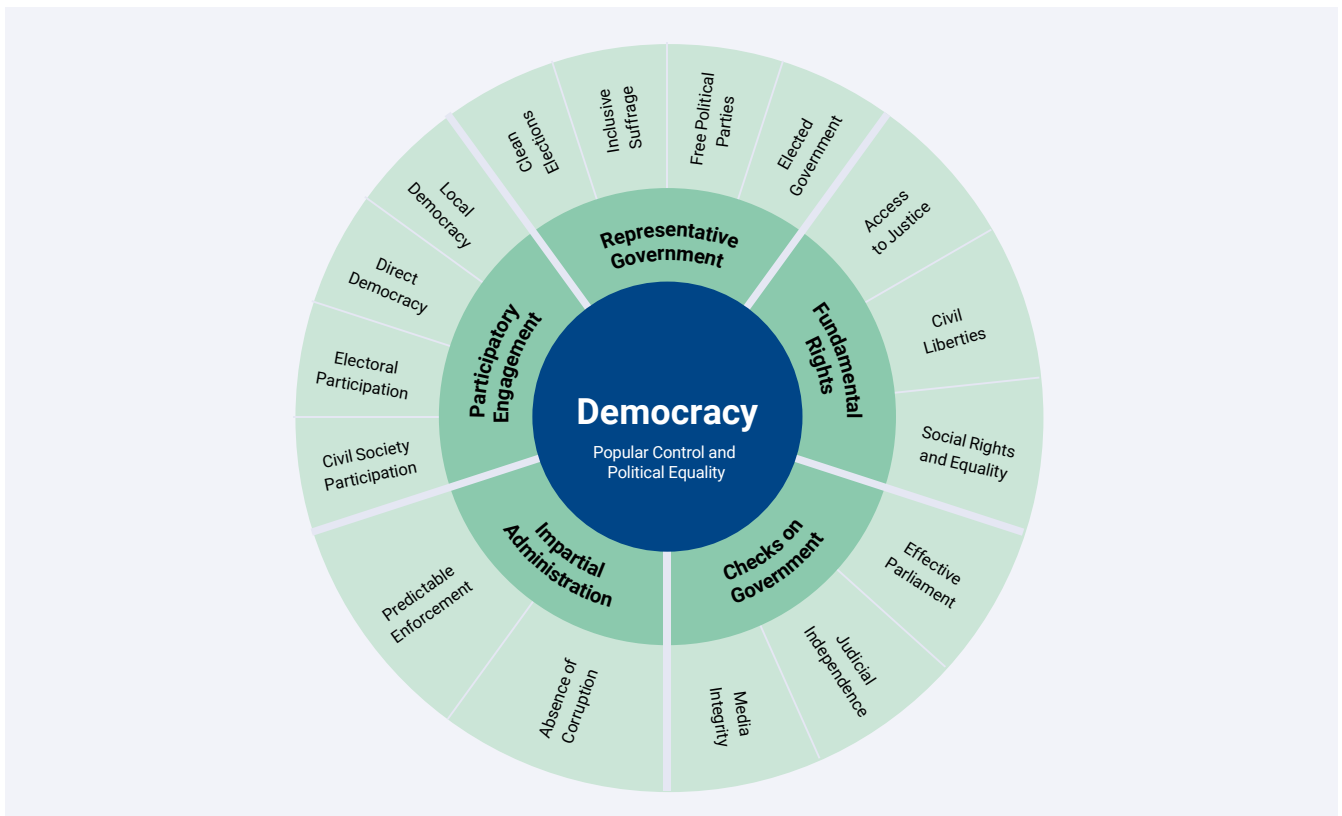 Democracy
Popular Control and
Political Equality
Representative
Government
Clean
Elections
Inclusive
Suffrage
Free Political
Parties
Elected
Government
Fundamental
Rights
Access
to Justice
Civil
Liberties
Social Rights
and Equality
Checks on
Government
Effective
Parliament
Judicial
Independence
Media
Integrity
Impartial
Administration
Absence of
Corruption
Predictable
Enforcement
Participatory
Engagement
Civil Society
Participation
Electoral
Participation
Direct
Democracy
Local
Democracy